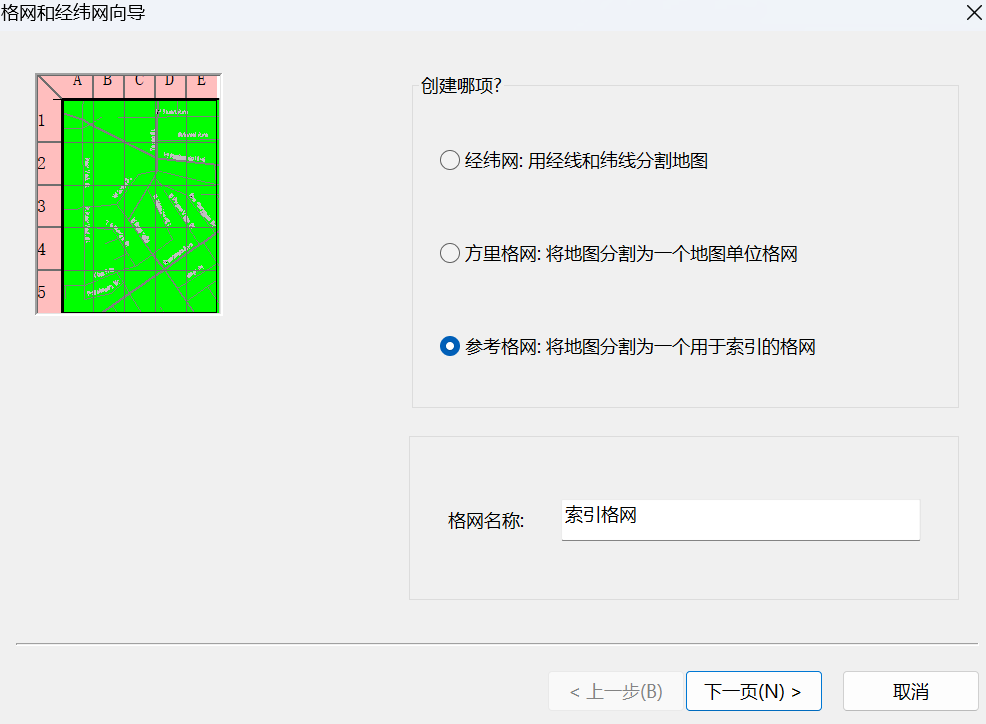 格网和经纬网向导
A B C D E
1
2
3
4
5
创建哪项?
经纬网: 用经线和纬线分割地图
方里格网: 将地图分割为一个地图单位格网
参考格网: 将地图分割为一个用于索引的格网
格网名称:
索引格网
< 上一步(B)
下一页(N) >
取消